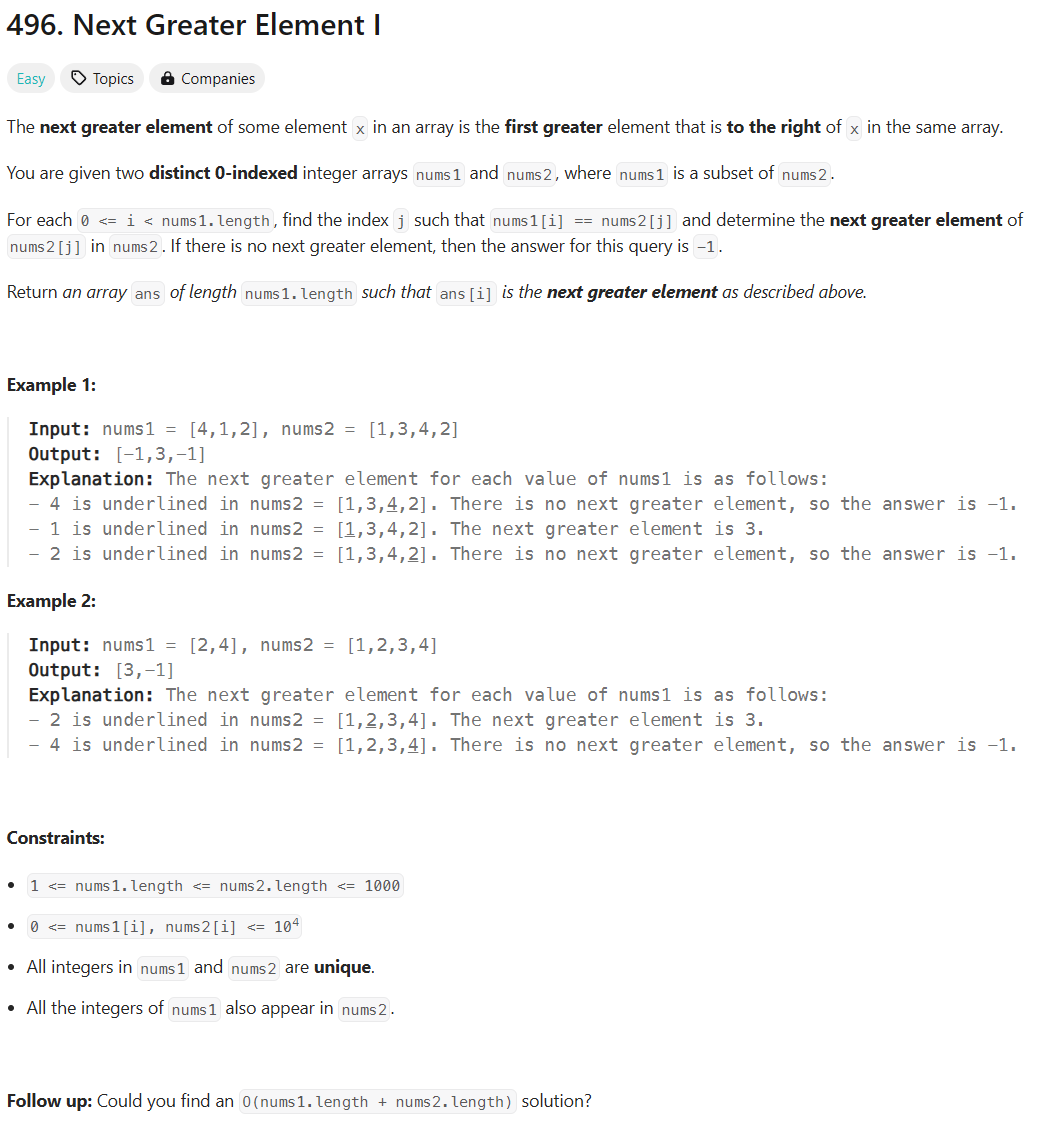 496. Next Greater Element I
Easy Topics Companies
The next greater element of some element x in an array is the first greater element that is to the right of x in the same array.
You are given two distinct 0-indexed integer arrays nums1 and nums2, where nums1 is a subset of nums2.
For each 0 <= i < nums1.length, find the index j such that nums1[i] == nums2[j] and determine the next greater element of
nums2[j] in nums2. If there is no next greater element, then the answer for this query is -1.
Return an array ans of length nums1.length such that ans[i] is the next greater element as described above.
Example 1:
Input: nums1 = [4,1,2], nums2 = [1,3,4,2]
Output: [-1,3,-1]
Explanation: The next greater element for each value of nums1 is as follows:
- 4 is underlined in nums2 = [1,3,4,2]. There is no next greater element, so the answer is -1.
- 1 is underlined in nums2 = [1,3,4,2]. The next greater element is 3.
- 2 is underlined in nums2 = [1,3,4,2]. There is no next greater element, so the answer is -1.
Example 2:
Input: nums1 = [2,4], nums2 = [1,2,3,4]
Output: [3,-1]
Explanation: The next greater element for each value of nums1 is as follows:
- 2 is underlined in nums2 = [1,2,3,4]. The next greater element is 3.
- 4 is underlined in nums2 = [1,2,3,4]. There is no next greater element, so the answer is -1.
Constraints:
• 1 <= nums1.length <= nums2.length <= 1000
• 0 <= nums1[i], nums2[i] <= 10⁴
• All integers in nums1 and nums2 are unique.
• All the integers of nums1 also appear in nums2.
Follow up: Could you find an O(nums1.length + nums2.length) solution?